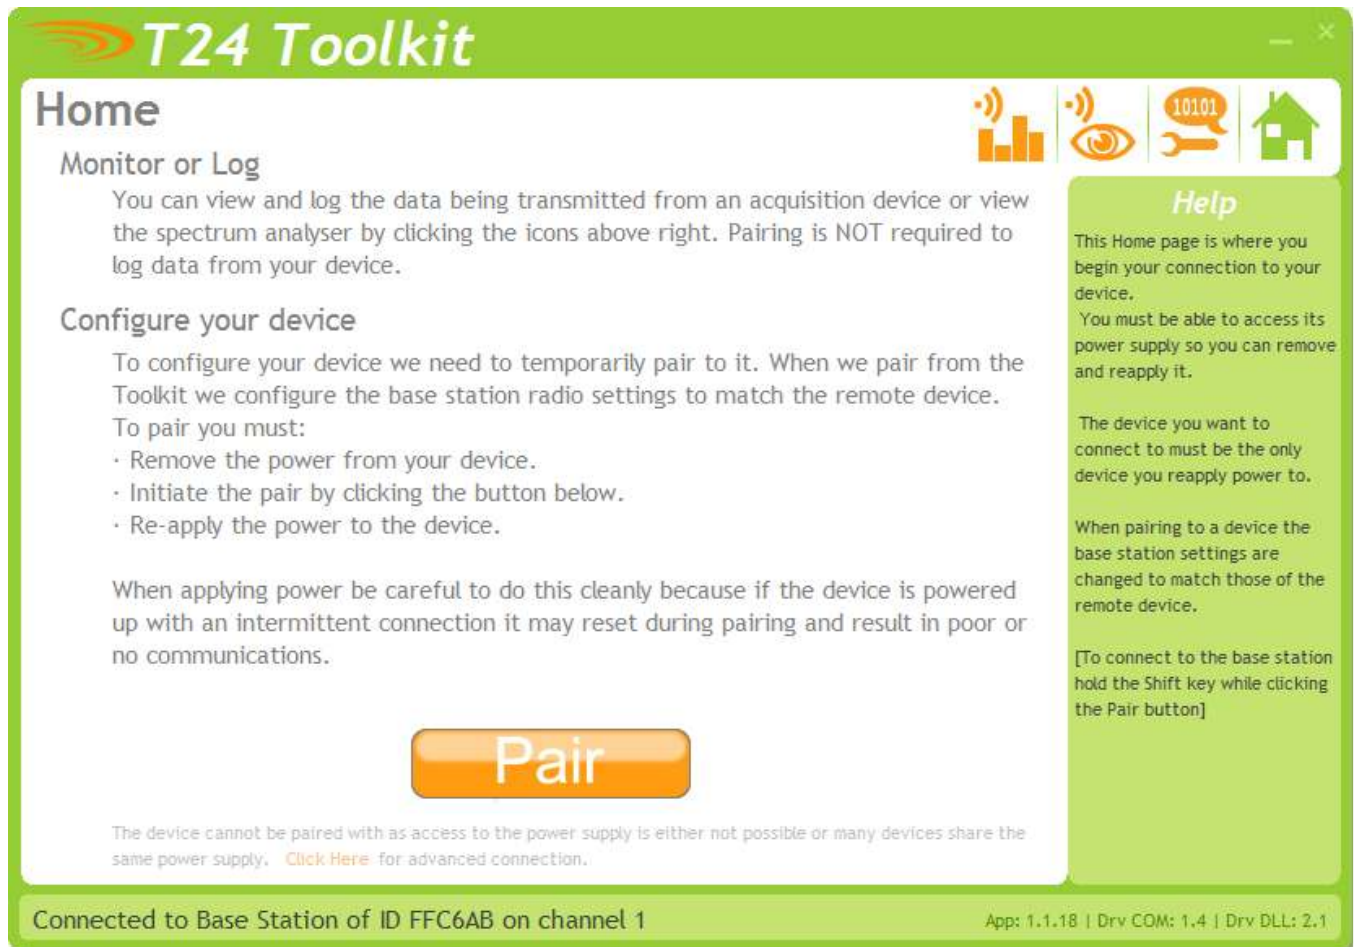 T24 Toolkit
Home
10101
Monitor or Log
You can view and log the data being transmitted from an acquisition device or view
the spectrum analyser by clicking the icons above right. Pairing is NOT required to
log data from your device.
Configure your device
To configure your device we need to temporarily pair to it. When we pair from the
Toolkit we configure the base station radio settings to match the remote device.
To pair you must:
· Remove the power from your device.
· Initiate the pair by clicking the button below.
· Re-apply the power to the device.
When applying power be careful to do this cleanly because if the device is powered
up with an intermittent connection it may reset during pairing and result in poor or
no communications.
Pair
The device cannot be paired with as access to the power supply is either not possible or many devices share the
same power supply. Click Here for advanced connection.
Help
This Home page is where you
begin your connection to your
device.
You must be able to access its
power supply so you can remove
and reapply it.
The device you want to
connect to must be the only
device you reapply power to.
When pairing to a device the
base station settings are
changed to match those of the
remote device.
[To connect to the base station
hold the Shift key while clicking
the Pair button]
Connected to Base Station of ID FFC6AB on channel 1
App: 1.1.18 | Drv COM: 1.4 | Drv DLL: 2.1